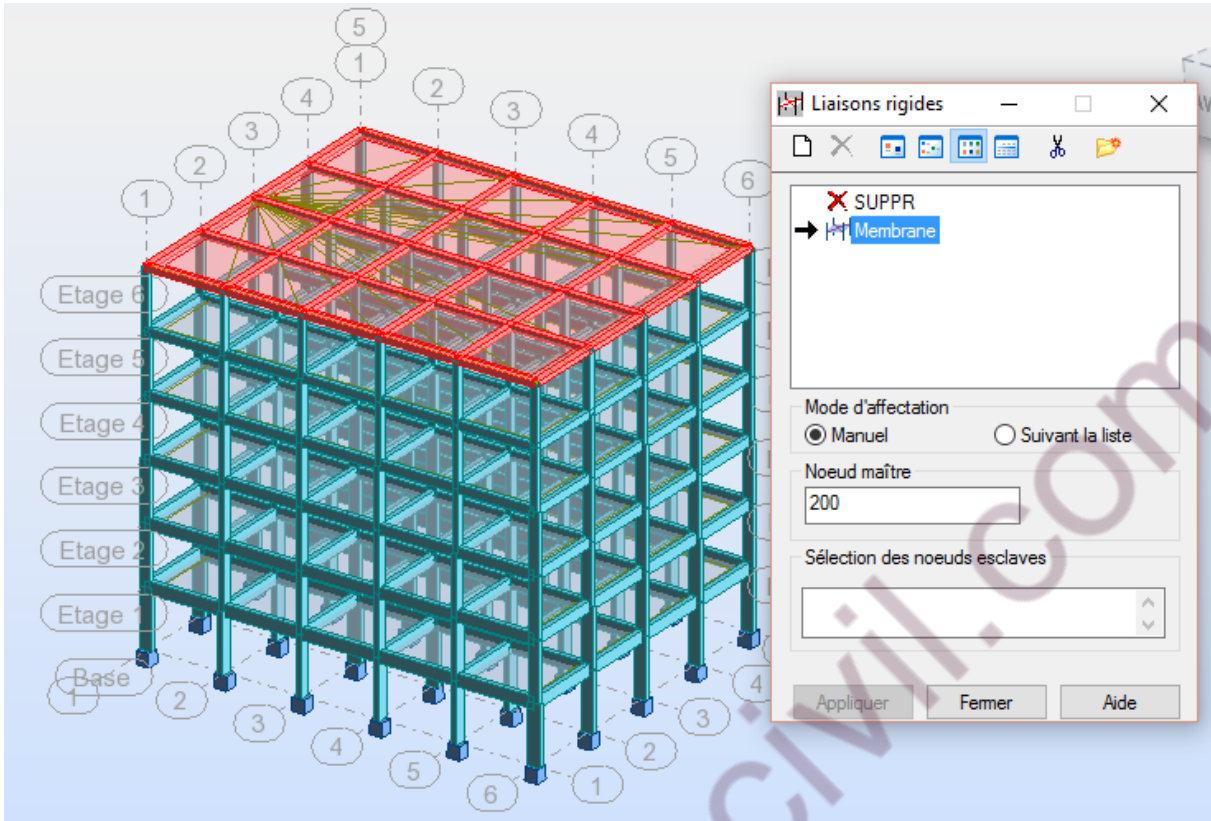 5
1
4
2
3
3
2
4
1
5
6
Etage 6
Etage 5
Etage 4
Etage 3
Etage 2
Etage 1
Base
1
2
3
4
5
6
1
2
3
4
Liaisons rigides
SUPPR
Membrane
Mode d'affectation
Manuel
Suivant la liste
Noeud maître
200
Sélection des noeuds esclaves
Appliquer
Fermer
Aide
civil.com